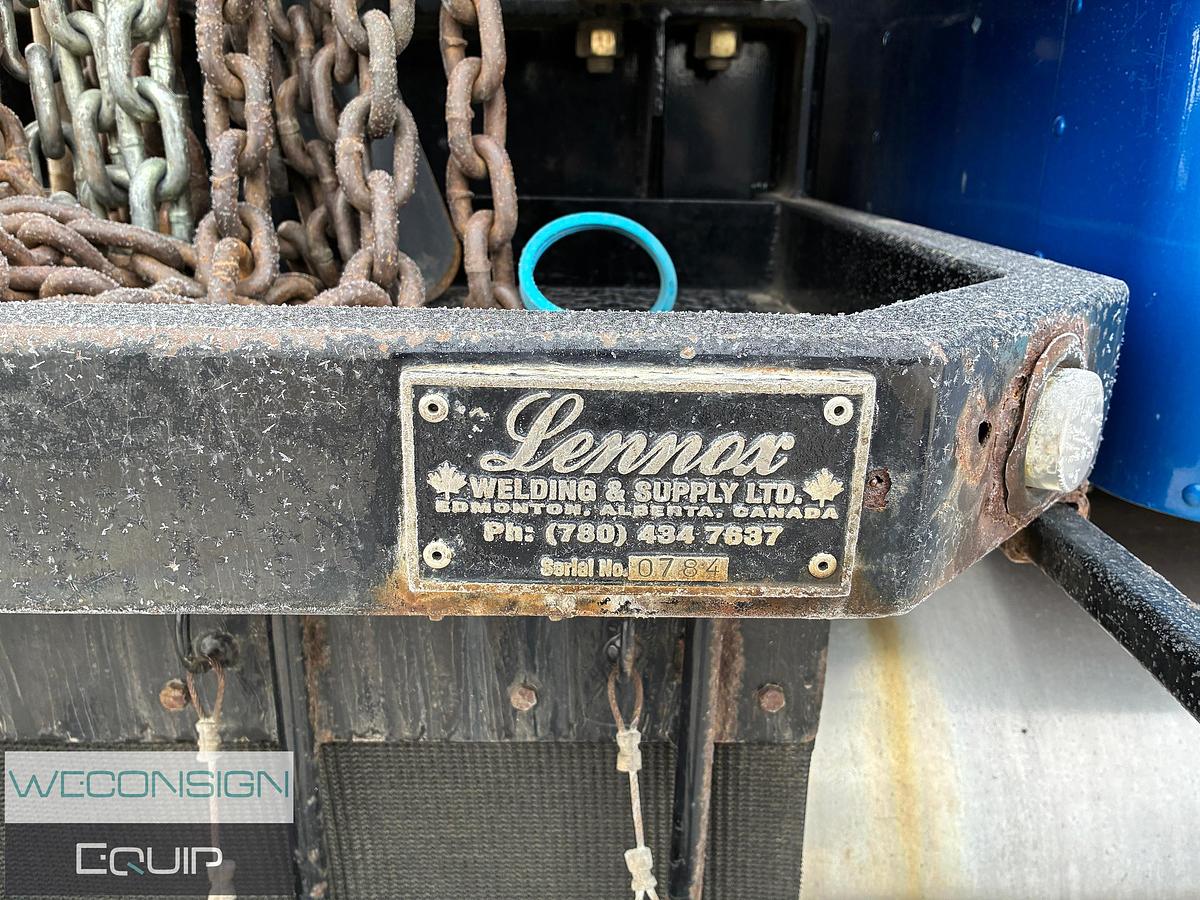 Lennox
WELDING & SUPPLY LTD.
EDMONTON, ALBERTA, CANADA
Ph: (780) 434 7637
Serial No. 0784
WECONSIGN
EQUIP